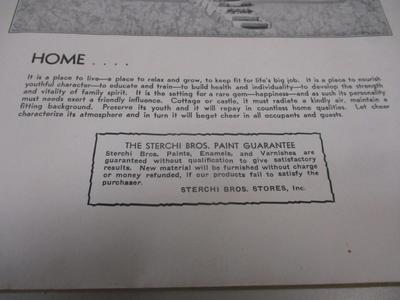 HOME . . . .
It is a place to live—a place to relax and grow, to keep fit for life's big job. It is a place to nourish
youthful character—to educate and train—to build health and individuality—to develop the strength
and vitality of family spirit. It is the setting for a rare gem—happiness—and as such its personality
must needs exert a friendly influence. Cottage or castle, it must radiate a kindly air, maintain a
fitting background. Preserve its youth and it will repay in countless home qualities. Let cheer
characterize its atmosphere and in turn it will beget cheer in all occupants and guests.
THE STERCHI BROS. PAINT GUARANTEE
Sterchi Bros. Paints, Enamels, and Varnishes are
guaranteed without qualification to give satisfactory
results. New material will be furnished without charge
or money refunded, if our products fail to satisfy the
purchaser.
STERCHI BROS. STORES, Inc.